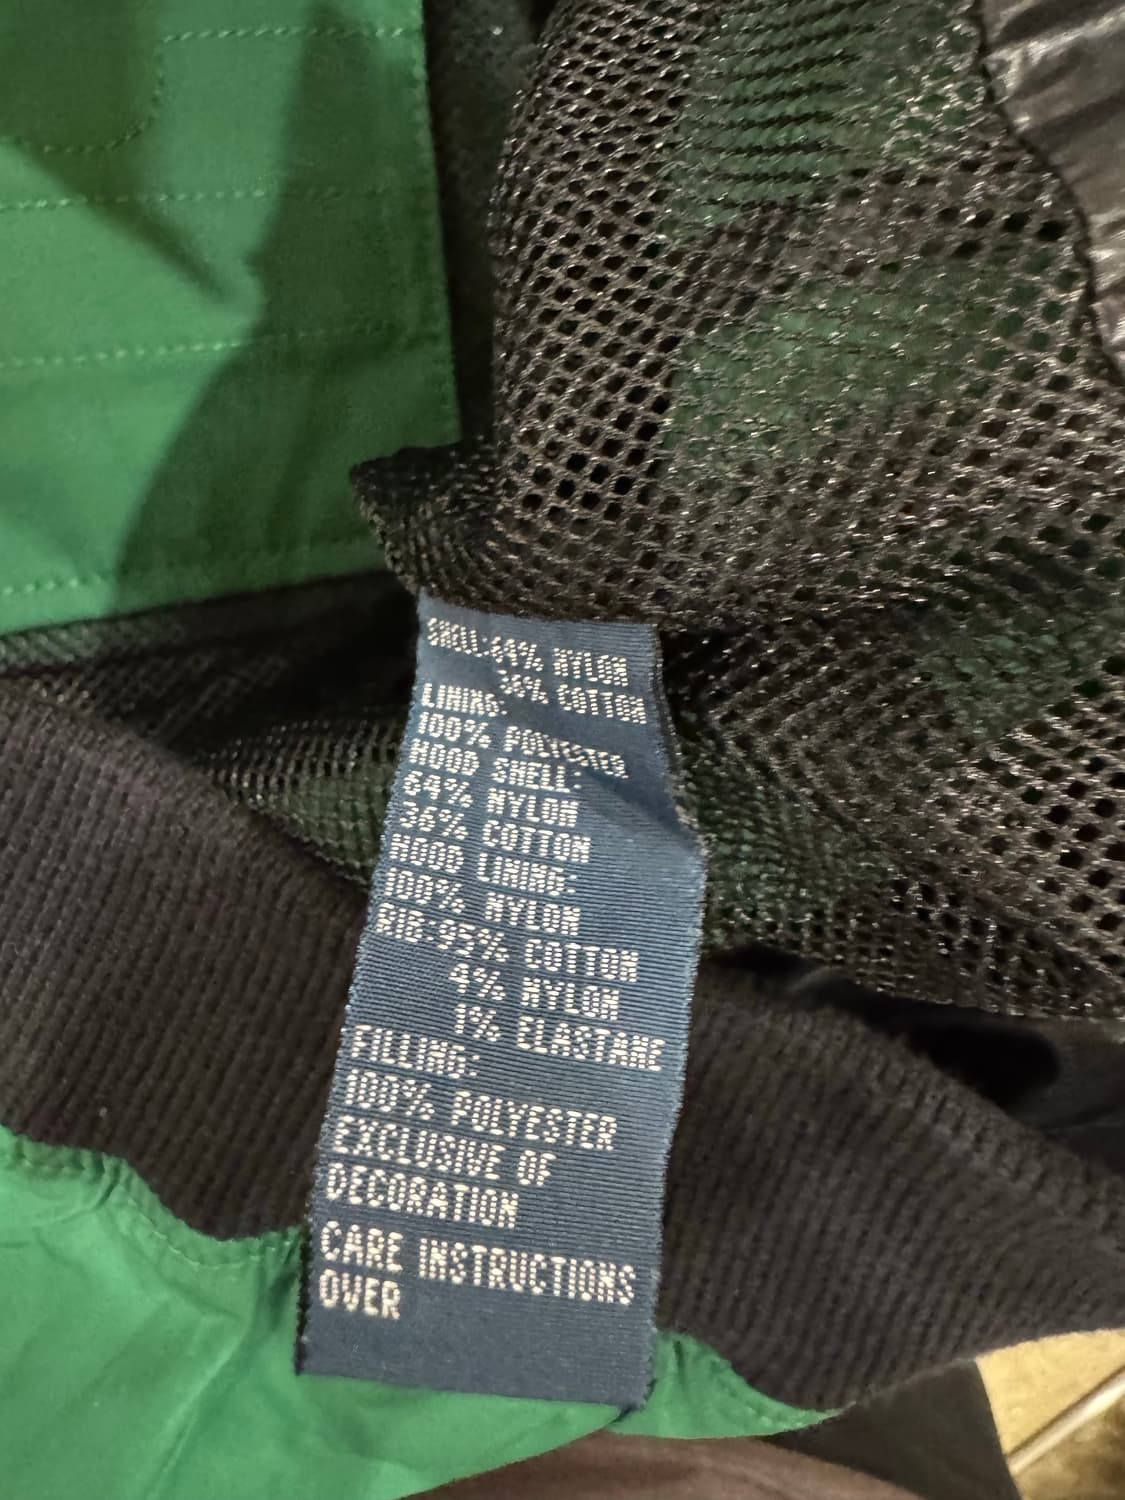 SHELL:64% NYLON
36% COTTON
LINING:
100% POLYESTER
HOOD SHELL:
64% NYLON
36% COTTON
HOOD LINING:
100% NYLON
RIB:95% COTTON
4% NYLON
1% ELASTANE
FILLING:
100% POLYESTER
EXCLUSIVE OF
DECORATION
CARE INSTRUCTIONS
OVER